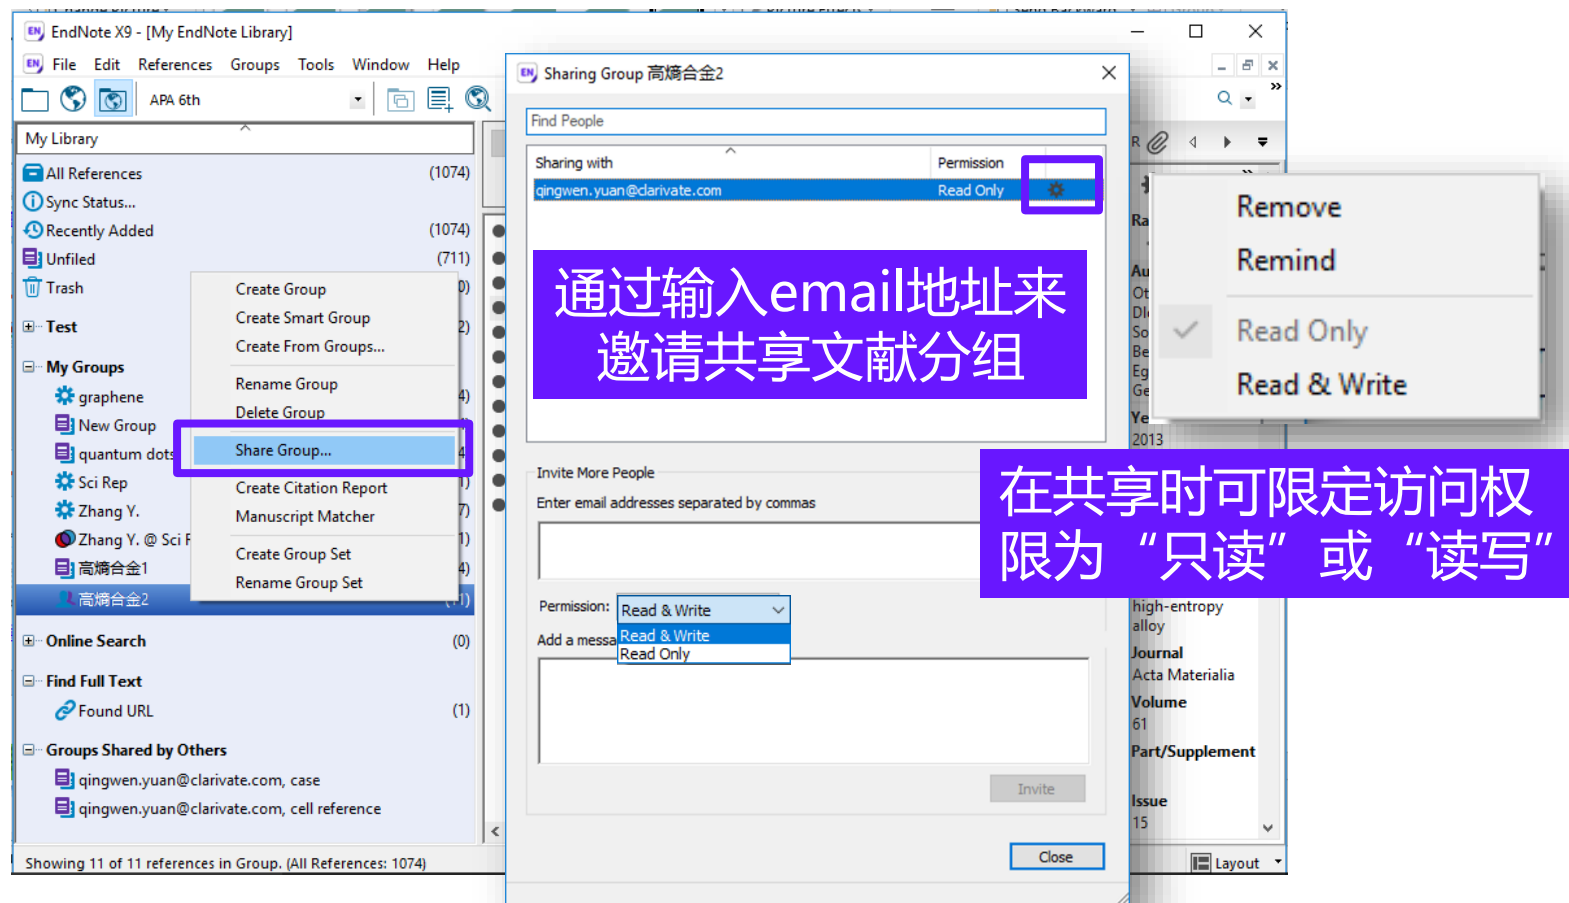 EndNote X9 - [My EndNote Library]
File Edit References Groups Tools Window Help
APA 6th
My Library
All References (1074)
Sync Status...
Recently Added (1074)
Unfiled (711)
Trash
Test
My Groups
graphene
New Group
quantum dots
Sci Rep
Zhang Y.
Zhang Y. @ Sci
高熵合金1
高熵合金2
Online Search (0)
Find Full Text
Found URL (1)
Groups Shared by Others
qingwen.yuan@clarivate.com, case
qingwen.yuan@clarivate.com, cell reference
Showing 11 of 11 references in Group. (All References: 1074)
Create Group
Create Smart Group
Create From Groups...
Rename Group
Delete Group
Share Group...
Create Citation Report
Manuscript Matcher
Create Group Set
Rename Group Set
Sharing Group 高熵合金2
Find People
Sharing with Permission
qingwen.yuan@clarivate.com Read Only
通过输入email地址来
邀请共享文献分组
Invite More People
Enter email addresses separated by commas
Permission: Read & Write
Read & Write
Read Only
Add a messa
Invite
Close
Remove
Remind
Read Only
Read & Write
在共享时可限定访问权
限为“只读”或“读写”
2013
high-entropy
alloy
Journal
Acta Materialia
Volume
61
Part/Supplement
Issue
15
Layout